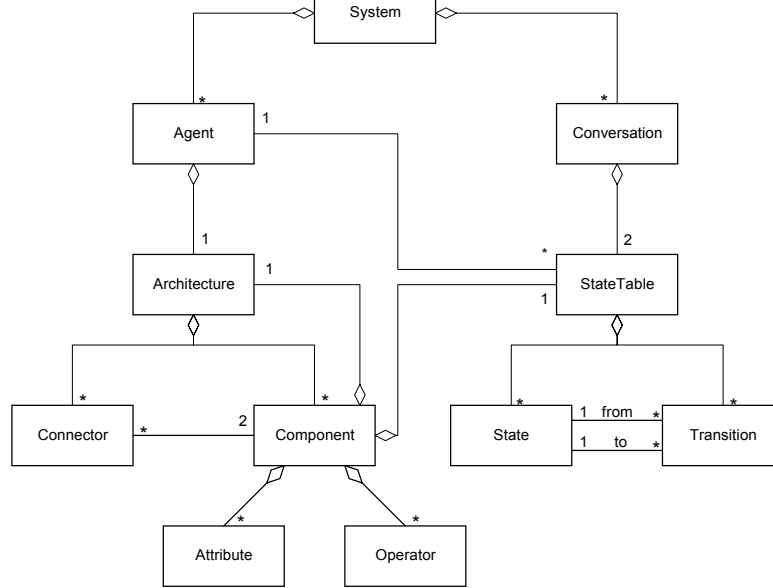 System
* *
Agent 1 Conversation
1 2
*
Architecture 1 StateTable
1
* * * *
Connector * 2 Component State 1 from * Transition
1 to *
* *
Attribute Operator